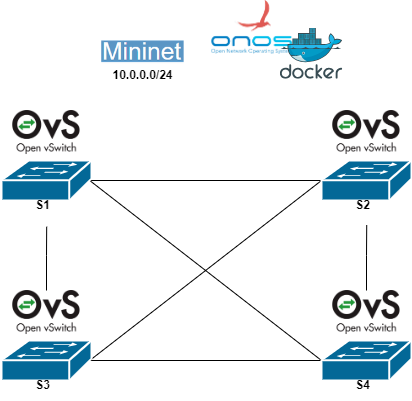 onos
Open Network Operating System
Mininet
docker
10.0.0.0/24
OvS
Open vSwitch
OvS
Open vSwitch
S1
S2
OvS
Open vSwitch
OvS
Open vSwitch
S3
S4